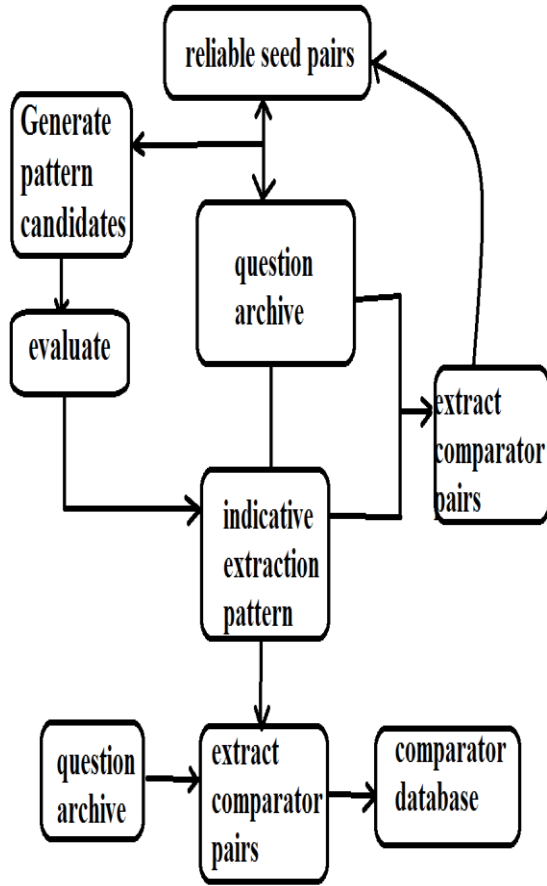 reliable seed pairs
Generate
pattern
candidates
question
archive
evaluate
extract
comparator
pairs
indicative
extraction
pattern
question
archive
extract
comparator
pairs
comparator
database